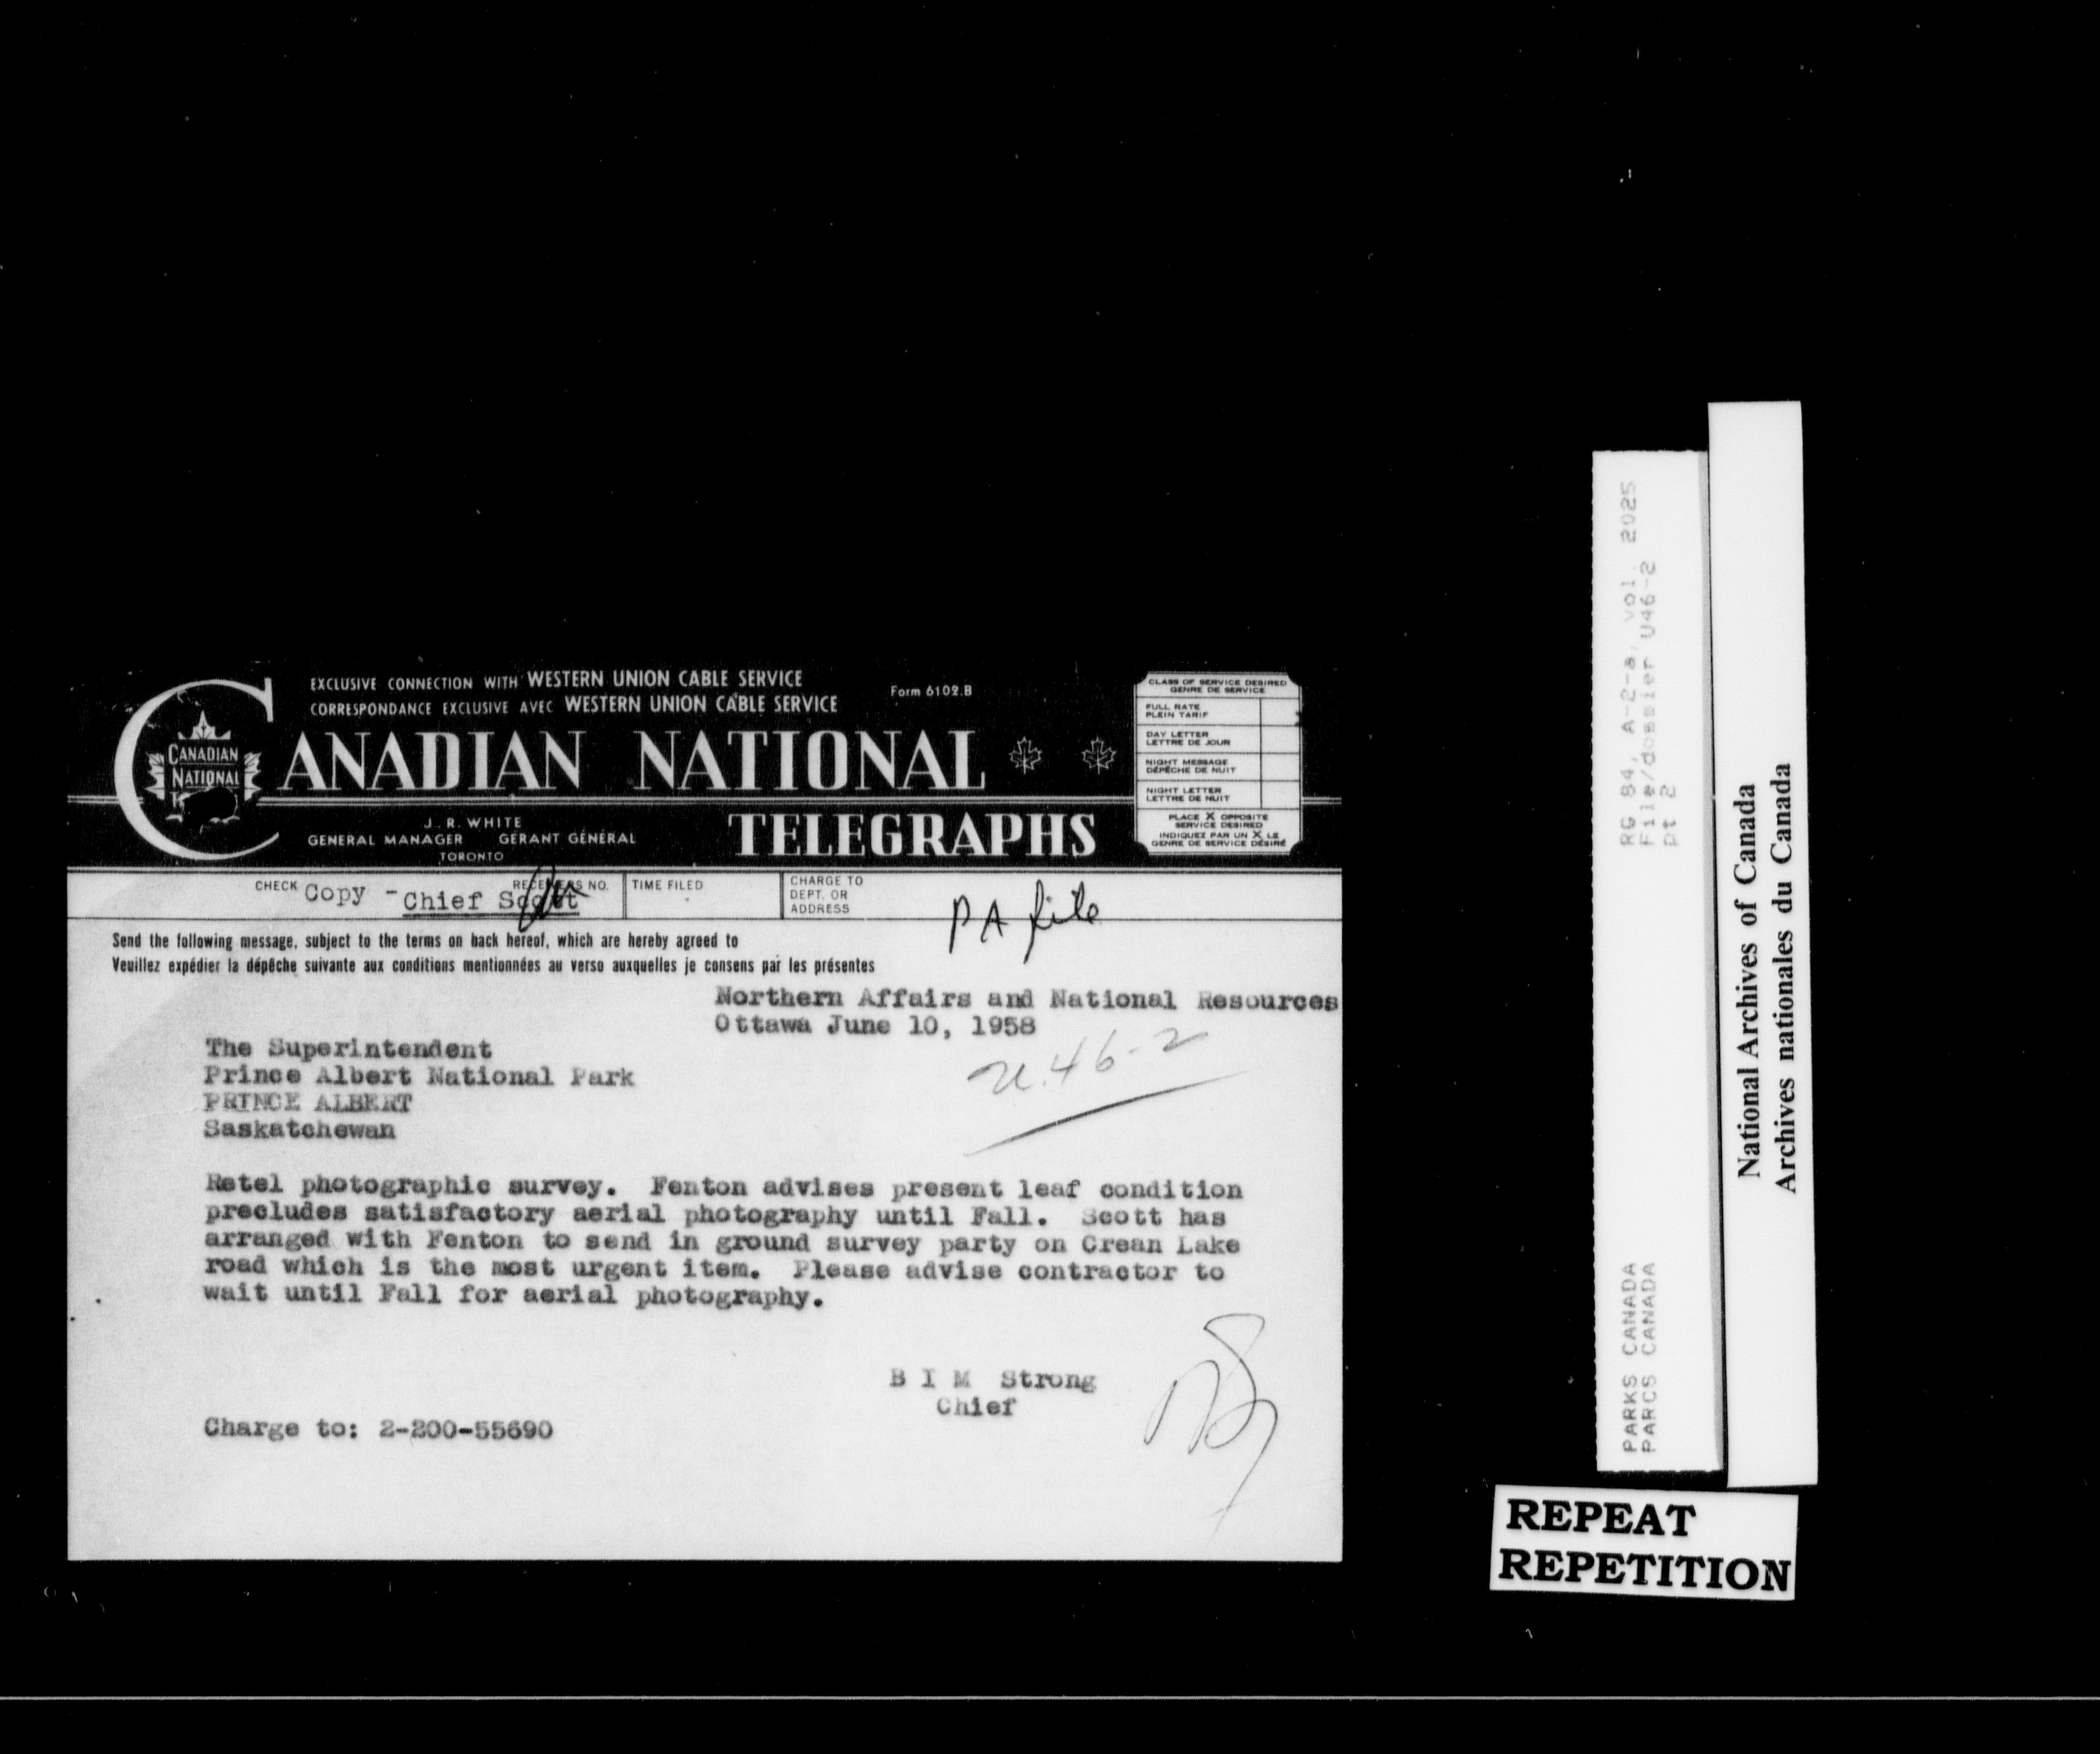 EXCLUSIVE CONNECTION WITH WESTERN UNION CABLE SERVICE
CORRESPONDANCE EXCLUSIVE AVEC WESTERN UNION CABLE SERVICE
Form 6102.B
CANADIAN NATIONAL
CANADIAN NATIONAL
TELEGRAPHS
J. R. WHITE
GENERAL MANAGER GÉRANT GÉNÉRAL
TORONTO
CLASS OF SERVICE DESIRED
GENRE DE SERVICE
FULL RATE
PLEIN TARIF
DAY LETTER
LETTRE DE JOUR
NIGHT MESSAGE
DÉPÊCHE DE NUIT
NIGHT LETTER
LETTRE DE NUIT
PLACE X OPPOSITE
SERVICE DESIRED
INDIQUEZ PAR UN X LE
GENRE DE SERVICE DÉSIRÉ
CHECK Copy - Chief Scott RECEIVERS NO. TIME FILED
CHARGE TO
DEPT. OR
ADDRESS
PA file
Send the following message, subject to the terms on back hereof, which are hereby agreed to
Veuillez expédier la dépêche suivante aux conditions mentionnées au verso auxquelles je consens par les présentes
Northern Affairs and National Resources
Ottawa June 10, 1958
U.46-2
The Superintendent
Prince Albert National Park
PRINCE ALBERT
Saskatchewan
Retel photographic survey. Fenton advises present leaf condition
precludes satisfactory aerial photography until Fall. Scott has
arranged with Fenton to send in ground survey party on Crean Lake
road which is the most urgent item. Please advise contractor to
wait until Fall for aerial photography.
B I M Strong
Chief
Charge to: 2-200-55690
RG 84, A-2-a, vol. 2025
File/dossier U46-2
pt 2
PARKS CANADA
PARCS CANADA
National Archives of Canada
Archives nationales du Canada
REPEAT
REPETITION